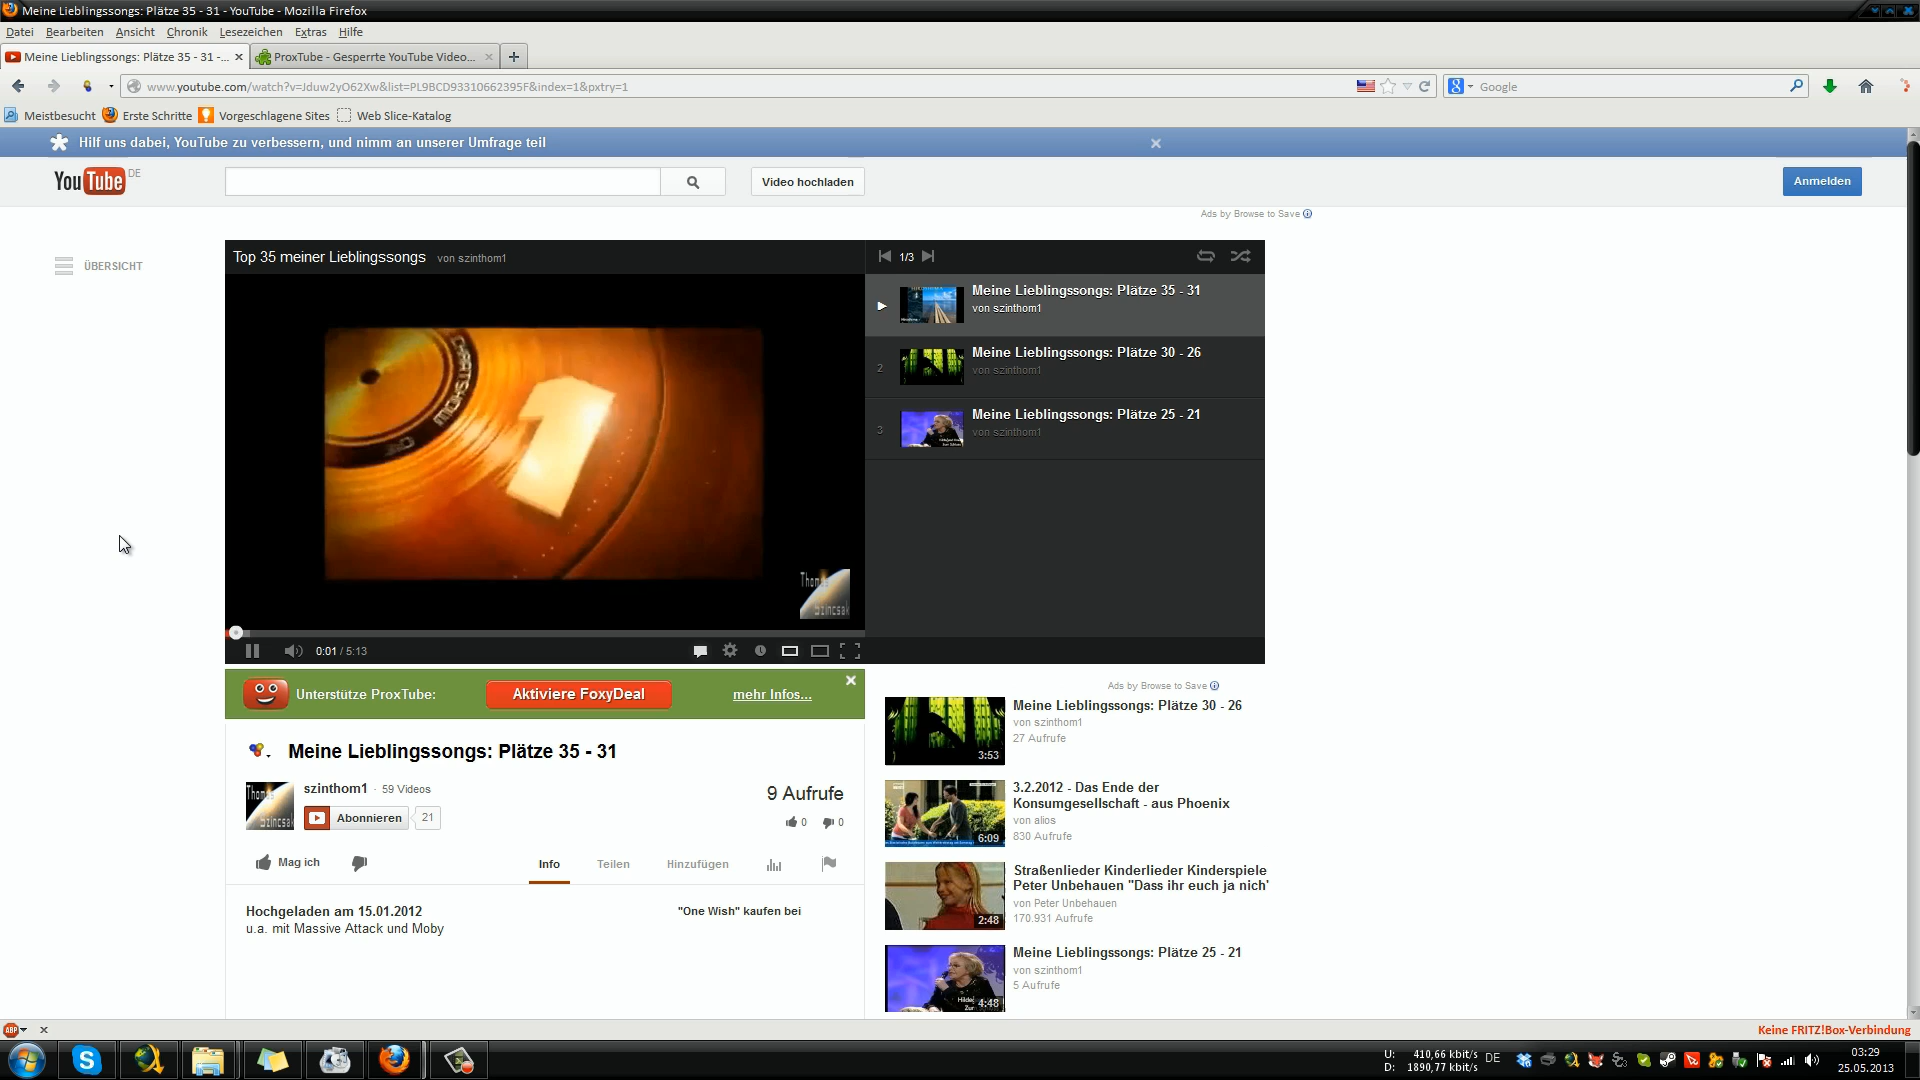 Meine Lieblingssongs: Plätze 35 - 31 - YouTube - Mozilla Firefox
Datei Bearbeiten Ansicht Chronik Lesezeichen Extras Hilfe
Meine Lieblingssongs: Plätze 35 - 31 -...
ProxTube - Gesperrte YouTube Video...
www.youtube.com/watch?v=Jduw2yO62Xw&list=PL9BCD93310662395F&index=1&pxtry=1
Google
Meistbesucht Erste Schritte Vorgeschlagene Sites Web Slice-Katalog
Hilf uns dabei, YouTube zu verbessern, und nimm an unserer Umfrage teil
YouTube DE
Video hochladen
Anmelden
Ads by Browse to Save
ÜBERSICHT
Top 35 meiner Lieblingssongs von szinthom1
1/3
Meine Lieblingssongs: Plätze 35 - 31
von szinthom1
2
Meine Lieblingssongs: Plätze 30 - 26
von szinthom1
3
Meine Lieblingssongs: Plätze 25 - 21
von szinthom1
CHARTSHOW
1
Thomas
Szincsak
0:01 / 5:13
Unterstütze ProxTube:
Aktiviere FoxyDeal
mehr Infos...
Meine Lieblingssongs: Plätze 35 - 31
szinthom1 · 59 Videos
Abonnieren 21
9 Aufrufe
0 0
Mag ich
Info Teilen Hinzufügen
Hochgeladen am 15.01.2012
u.a. mit Massive Attack und Moby
"One Wish" kaufen bei
Ads by Browse to Save
Meine Lieblingssongs: Plätze 30 - 26
von szinthom1
27 Aufrufe
3:53
3.2.2012 - Das Ende der
Konsumgesellschaft - aus Phoenix
von alios
830 Aufrufe
6:09
Straßenlieder Kinderlieder Kinderspiele
Peter Unbehauen "Dass ihr euch ja nich'
von Peter Unbehauen
170.931 Aufrufe
2:48
Meine Lieblingssongs: Plätze 25 - 21
von szinthom1
5 Aufrufe
4:48
ABP
Keine FRITZ!Box-Verbindung
U: 410,66 kbit/s
D: 1890,77 kbit/s
DE
03:29
25.05.2013